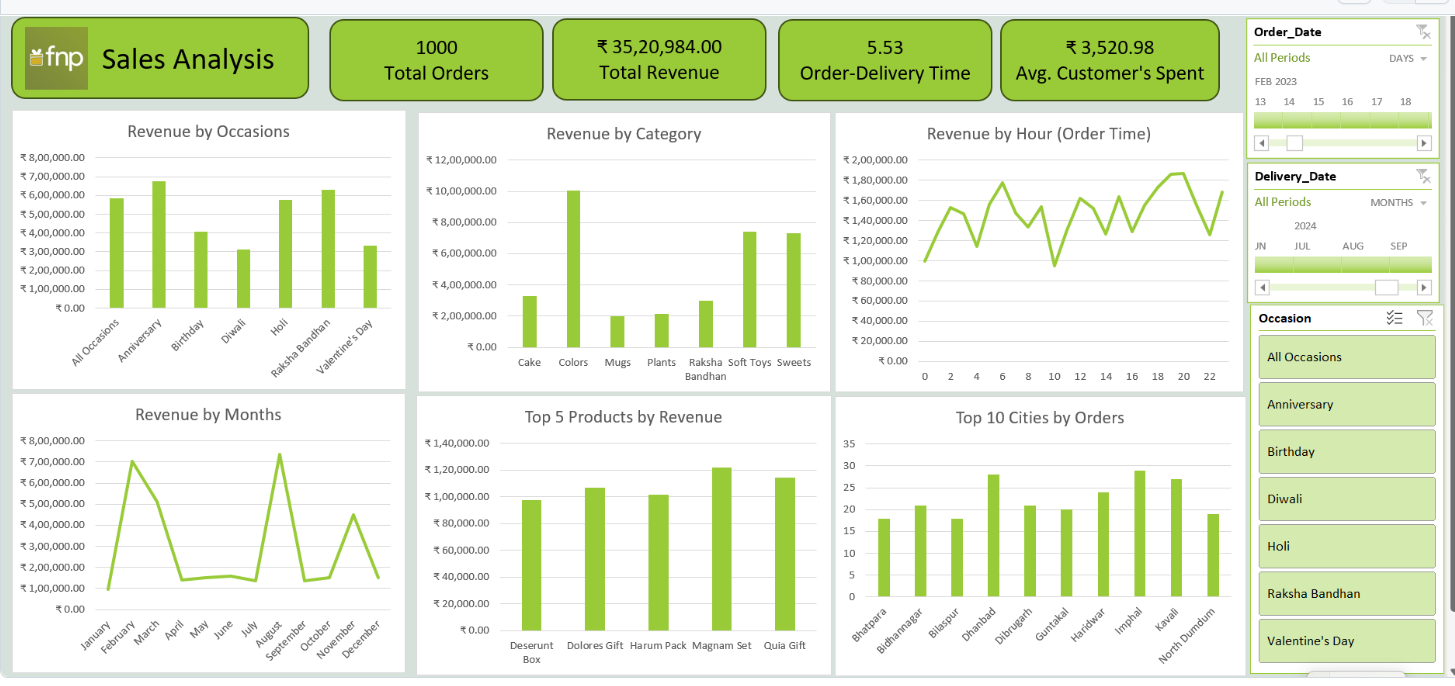 fnp
Sales Analysis
1000
Total Orders
₹ 35,20,984.00
Total Revenue
5.53
Order-Delivery Time
₹ 3,520.98
Avg. Customer's Spent
Revenue by Occasions
₹ 8,00,000.00
₹ 7,00,000.00
₹ 6,00,000.00
₹ 5,00,000.00
₹ 4,00,000.00
₹ 3,00,000.00
₹ 2,00,000.00
₹ 1,00,000.00
₹ 0.00
All Occasions
Anniversary
Birthday
Diwali
Holi
Raksha Bandhan
Valentine's Day
Revenue by Category
₹ 12,00,000.00
₹ 10,00,000.00
₹ 8,00,000.00
₹ 6,00,000.00
₹ 4,00,000.00
₹ 2,00,000.00
₹ 0.00
Cake Colors Mugs Plants Raksha Soft Toys Sweets
Bandhan
Revenue by Hour (Order Time)
₹ 2,00,000.00
₹ 1,80,000.00
₹ 1,60,000.00
₹ 1,40,000.00
₹ 1,20,000.00
₹ 1,00,000.00
₹ 80,000.00
₹ 60,000.00
₹ 40,000.00
₹ 20,000.00
₹ 0.00
0 2 4 6 8 10 12 14 16 18 20 22
Revenue by Months
₹ 8,00,000.00
₹ 7,00,000.00
₹ 6,00,000.00
₹ 5,00,000.00
₹ 4,00,000.00
₹ 3,00,000.00
₹ 2,00,000.00
₹ 1,00,000.00
₹ 0.00
January
February
March
April
May
June
July
August
September
October
November
December
Top 5 Products by Revenue
₹ 1,40,000.00
₹ 1,20,000.00
₹ 1,00,000.00
₹ 80,000.00
₹ 60,000.00
₹ 40,000.00
₹ 20,000.00
₹ 0.00
Deserunt Dolores Gift Harum Pack Magnam Set Quia Gift
Box
Top 10 Cities by Orders
35
30
25
20
15
10
5
0
Bhatpara
Bidhannagar
Bilaspur
Dhanbad
Dibrugarh
Guntakal
Haridwar
Imphal
Kavali
North Dumdum
Order_Date
All Periods DAYS
FEB 2023
13 14 15 16 17 18
Delivery_Date
All Periods MONTHS
2024
JN JUL AUG SEP
Occasion
All Occasions
Anniversary
Birthday
Diwali
Holi
Raksha Bandhan
Valentine's Day